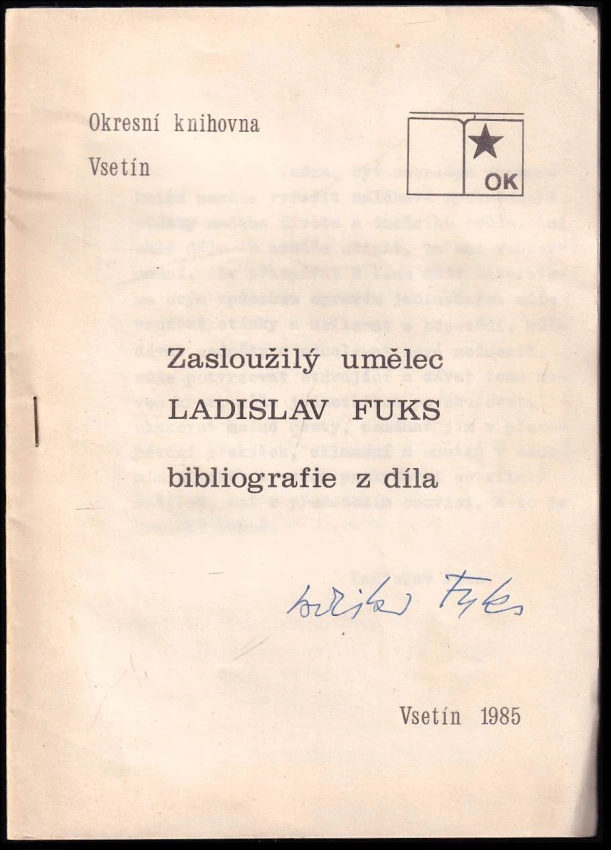 Okresní knihovna
Vsetín
OK
Zasloužilý umělec
LADISLAV FUKS
bibliografie z díla
Ladislav Fuks
Vsetín 1985